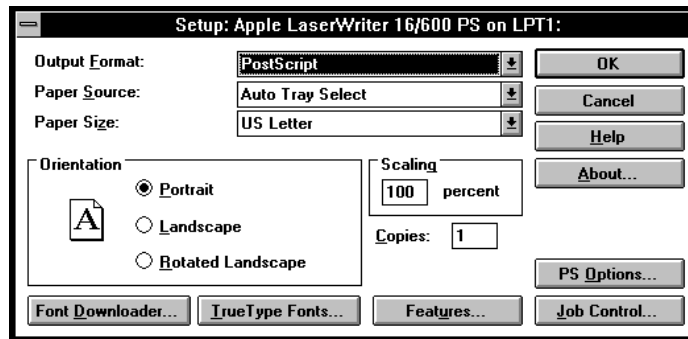 Setup: Apple LaserWriter 16/600 PS on LPT1:
Output Format:
PostScript
OK
Paper Source:
Auto Tray Select
Cancel
Paper Size:
US Letter
Help
Orientation
Scaling
About...
A
Portrait
100 percent
Landscape
Copies: 1
Rotated Landscape
PS Options...
Font Downloader...
TrueType Fonts...
Features...
Job Control...